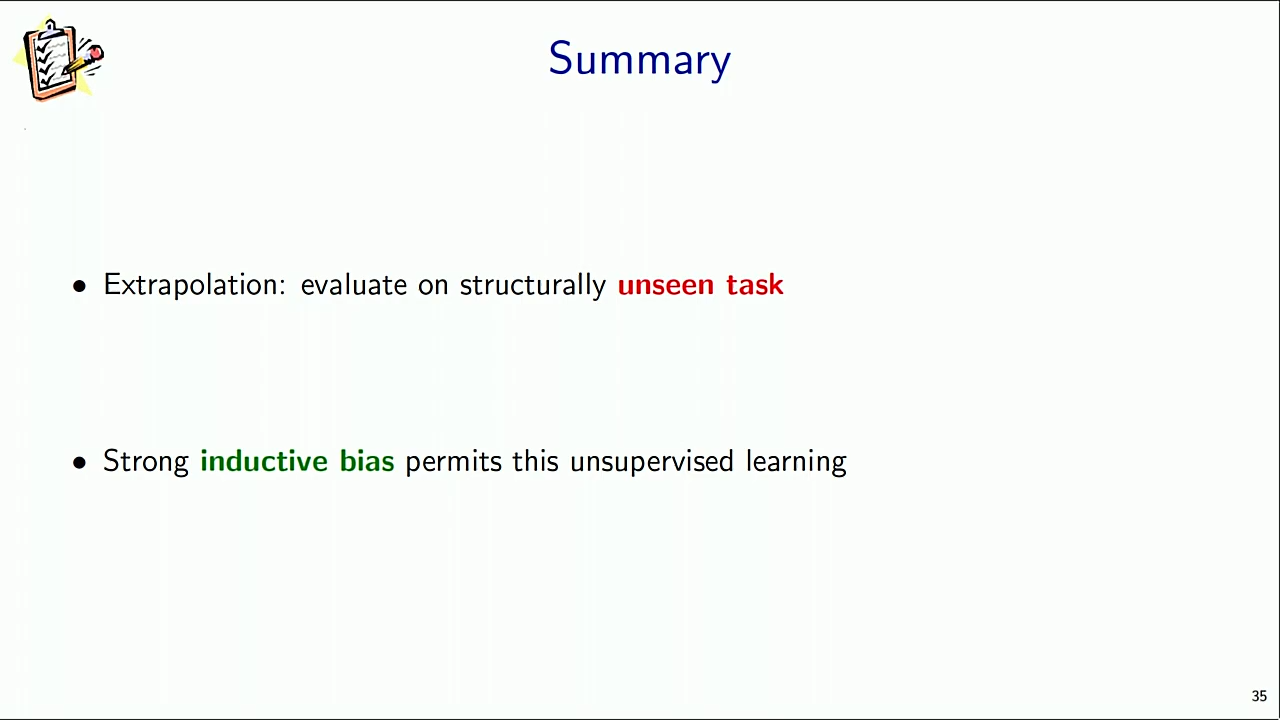 Summary
• Extrapolation: evaluate on structurally unseen task
• Strong inductive bias permits this unsupervised learning
35